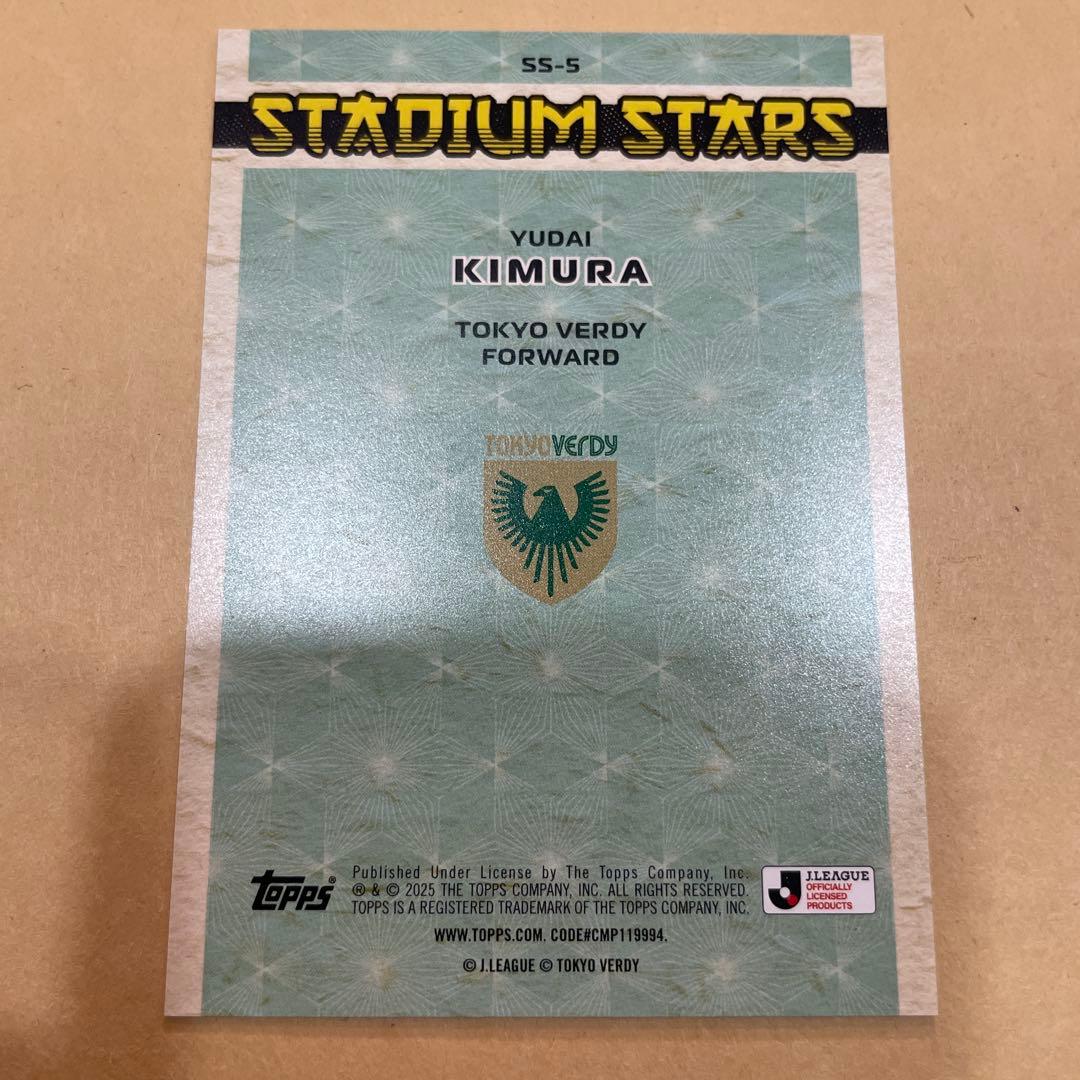 SS-5
STADIUM STARS
YUDAI
KIMURA
TOKYO VERDY
FORWARD
TOKYO VERDY
topps®
Published Under License by The Topps Company, Inc.
® & © 2025 THE TOPPS COMPANY, INC. ALL RIGHTS RESERVED.
TOPPS IS A REGISTERED TRADEMARK OF THE TOPPS COMPANY, INC.
J.LEAGUE
OFFICIALLY
LICENSED
PRODUCTS
WWW.TOPPS.COM. CODE#CMP119994.
© J.LEAGUE © TOKYO VERDY